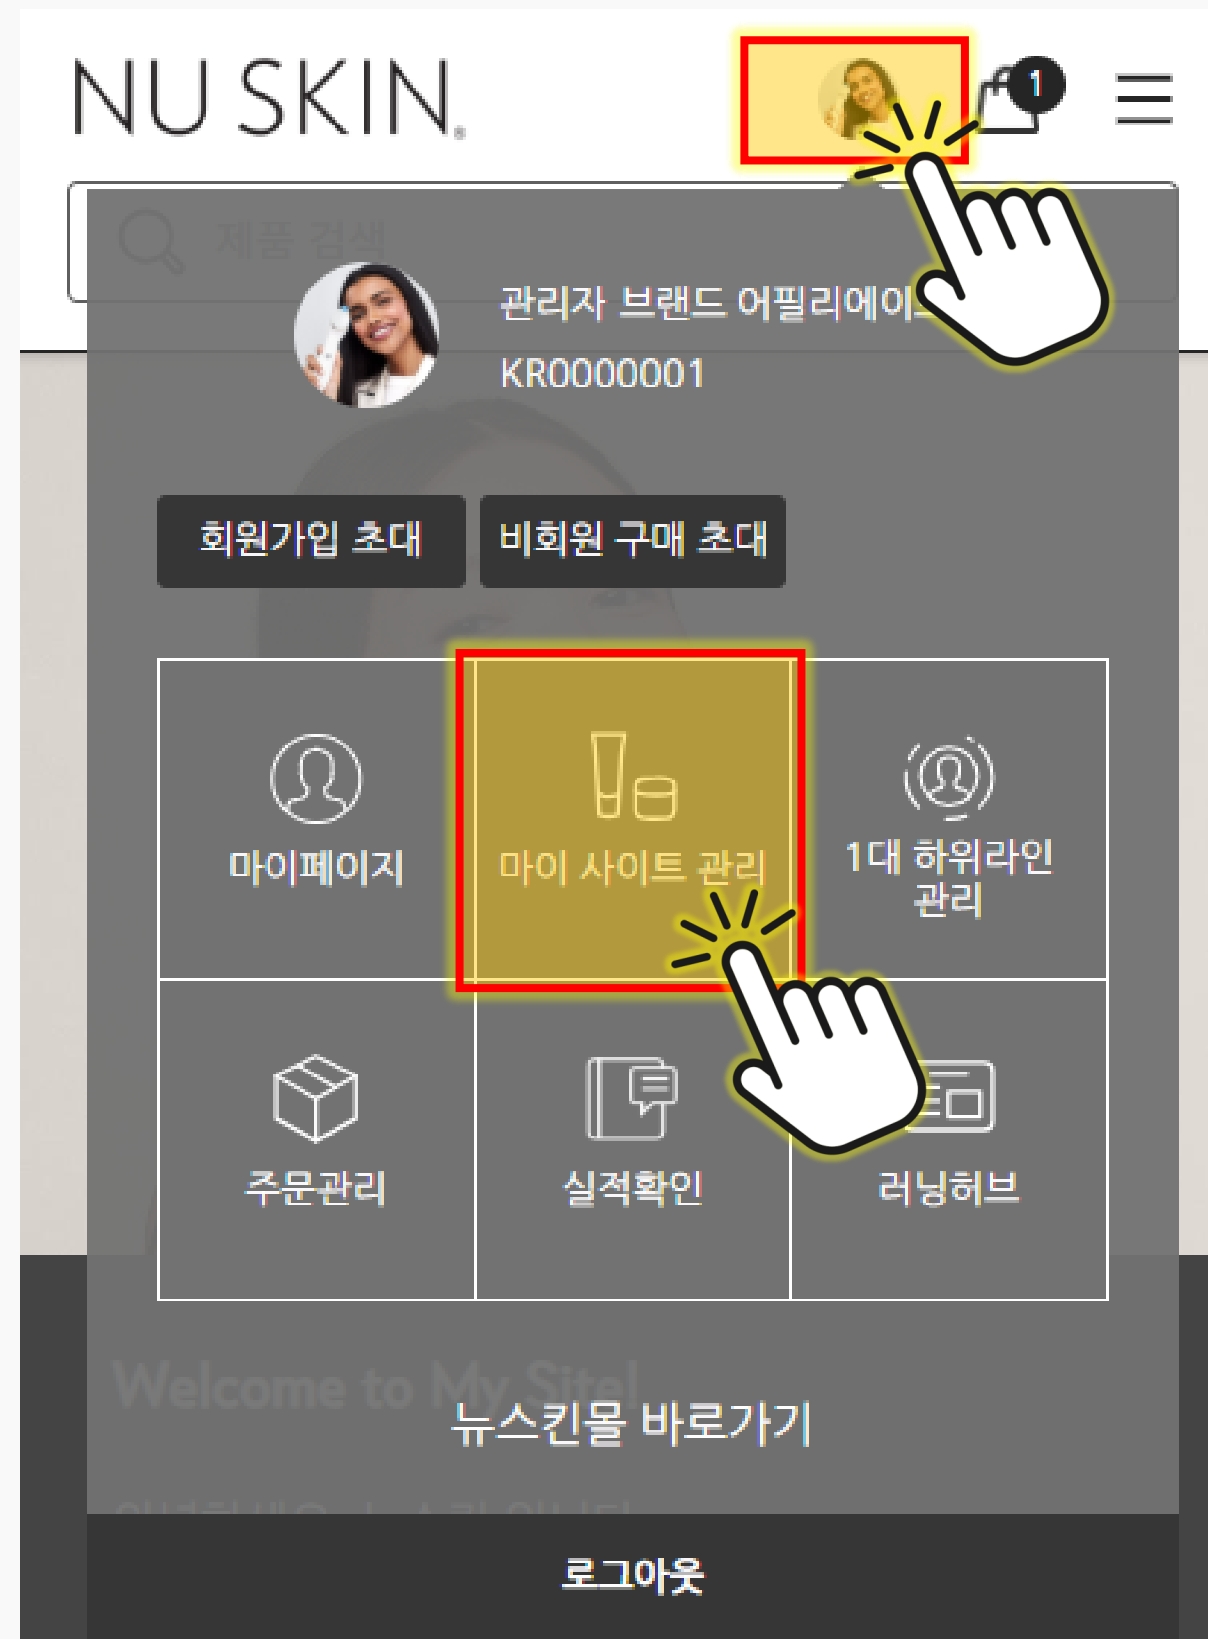 NU SKIN®
1
제품 검색
관리자 브랜드 어필리에이트
KR0000001
회원가입 초대
비회원 구매 초대
마이페이지
마이 사이트 관리
1대 하위라인
관리
주문관리
실적확인
러닝허브
Welcome to My Site!
뉴스킨몰 바로가기
로그아웃